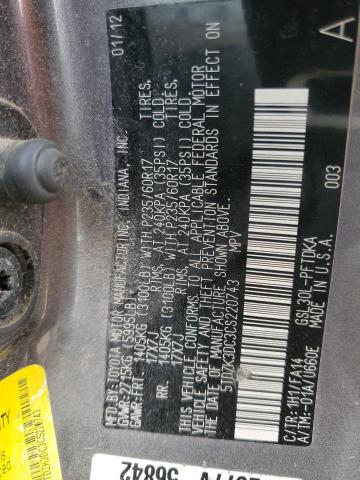 MFD.BY:TOYOTA MOTOR MANUFACTURING, INDIANA, INC. 01/12
GVWR 2715KG (5995LB)
GAWR FRT. 1405KG (3100LB) WITH P235/60R17 TIRES,
17X7J RIMS, AT 240KPA (35PSI) COLD
RR. 1405KG (3100LB) WITH P235/60R17 TIRES,
17X7J RIMS, AT 240KPA (35PSI) COLD
THIS VEHICLE CONFORMS TO ALL APPLICABLE FEDERAL MOTOR
VEHICLE SAFETY AND THEFT PREVENTION STANDARDS IN EFFECT ON
THE DATE OF MANUFACTURE SHOWN ABOVE.
5TDZK3DC3CS220743 MPV
A
C/TR:1H1/FA14 GSL30L-PFTDKA 003
A/TM:-01A/U660E MADE IN U.S.A.
56842
5TDZK3DC3CS220743